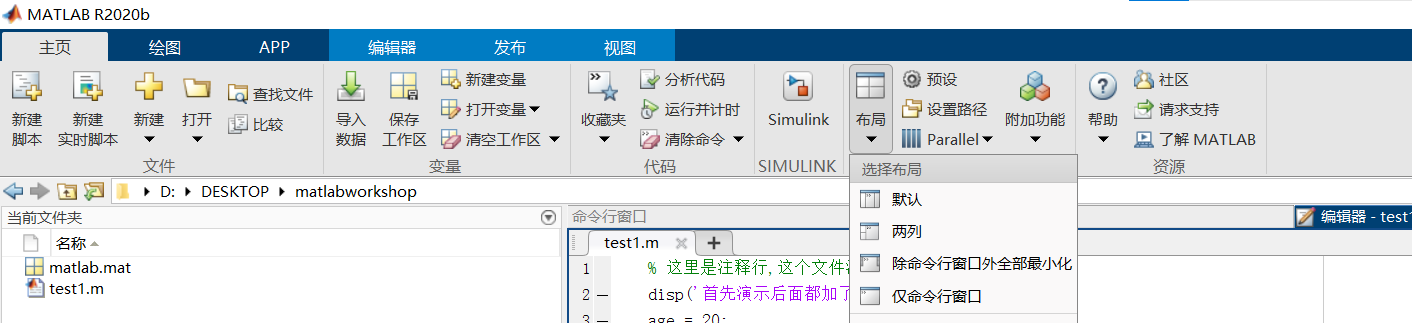 MATLAB R2020b
主页 绘图 APP 编辑器 发布 视图
新建脚本 新建实时脚本 新建 打开 查找文件 比较
导入数据 保存工作区 新建变量 打开变量 清空工作区
收藏夹 分析代码 运行并计时 清除命令
Simulink
布局 预设 设置路径 Parallel 附加功能
帮助 社区 请求支持 了解 MATLAB
文件 变量 代码 SIMULINK 资源
D: DESKTOP matlabworkshop
选择布局
默认
两列
除命令行窗口外全部最小化
仅命令行窗口
当前文件夹
名称
matlab.mat
test1.m
命令行窗口
编辑器 - test1
test1.m
1 % 这里是注释行,这个文件
2 disp('首先演示后面都加了
3 age = 20;